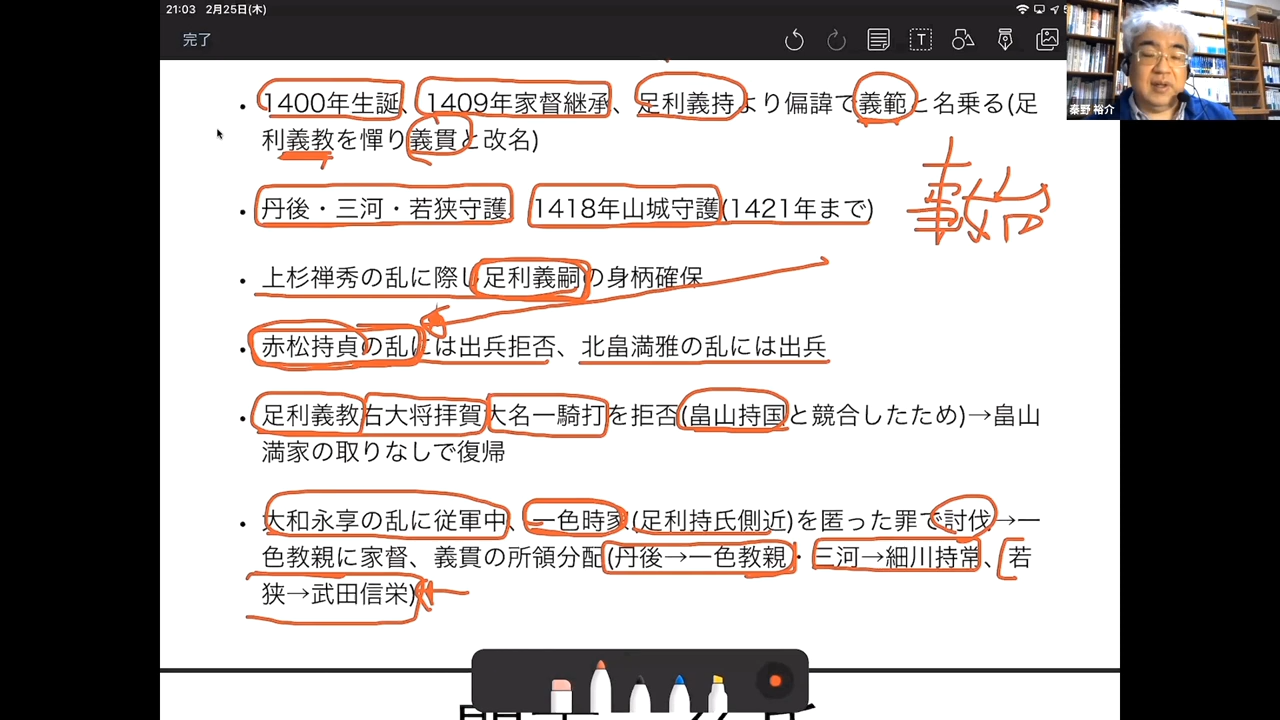 21:03 2月25日(木)
完了
秦野 裕介
・1400年生誕、1409年家督継承、足利義持より偏諱で義範と名乗る(足
利義教を憚り義貫と改名)
・丹後・三河・若狭守護、1418年山城守護(1421年まで)
・上杉禅秀の乱に際し足利義嗣の身柄確保
・赤松持貞の乱には出兵拒否、北畠満雅の乱には出兵
・足利義教右大将拝賀大名一騎打を拒否(畠山持国と競合したため)→畠山
満家の取りなしで復帰
・大和永享の乱に従軍中、一色時家(足利持氏側近)を匿った罪で討伐→一
色教親に家督、義貫の所領分配(丹後→一色教親・三河→細川持常、若
狭→武田信栄)